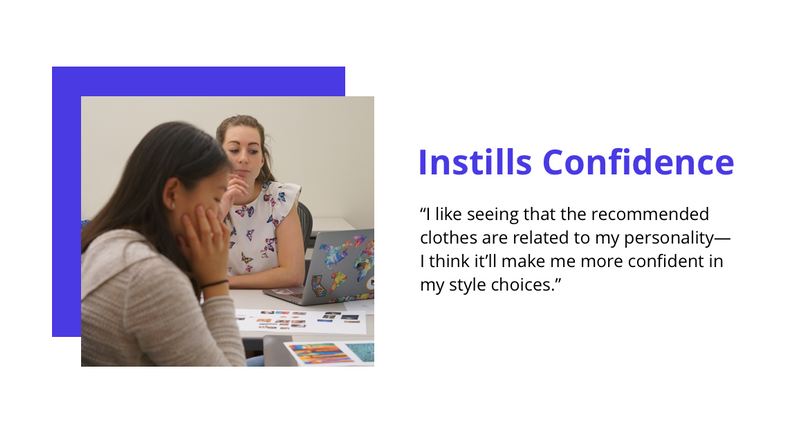 Instills Confidence
“I like seeing that the recommended
clothes are related to my personality—
I think it’ll make me more confident in
my style choices.”